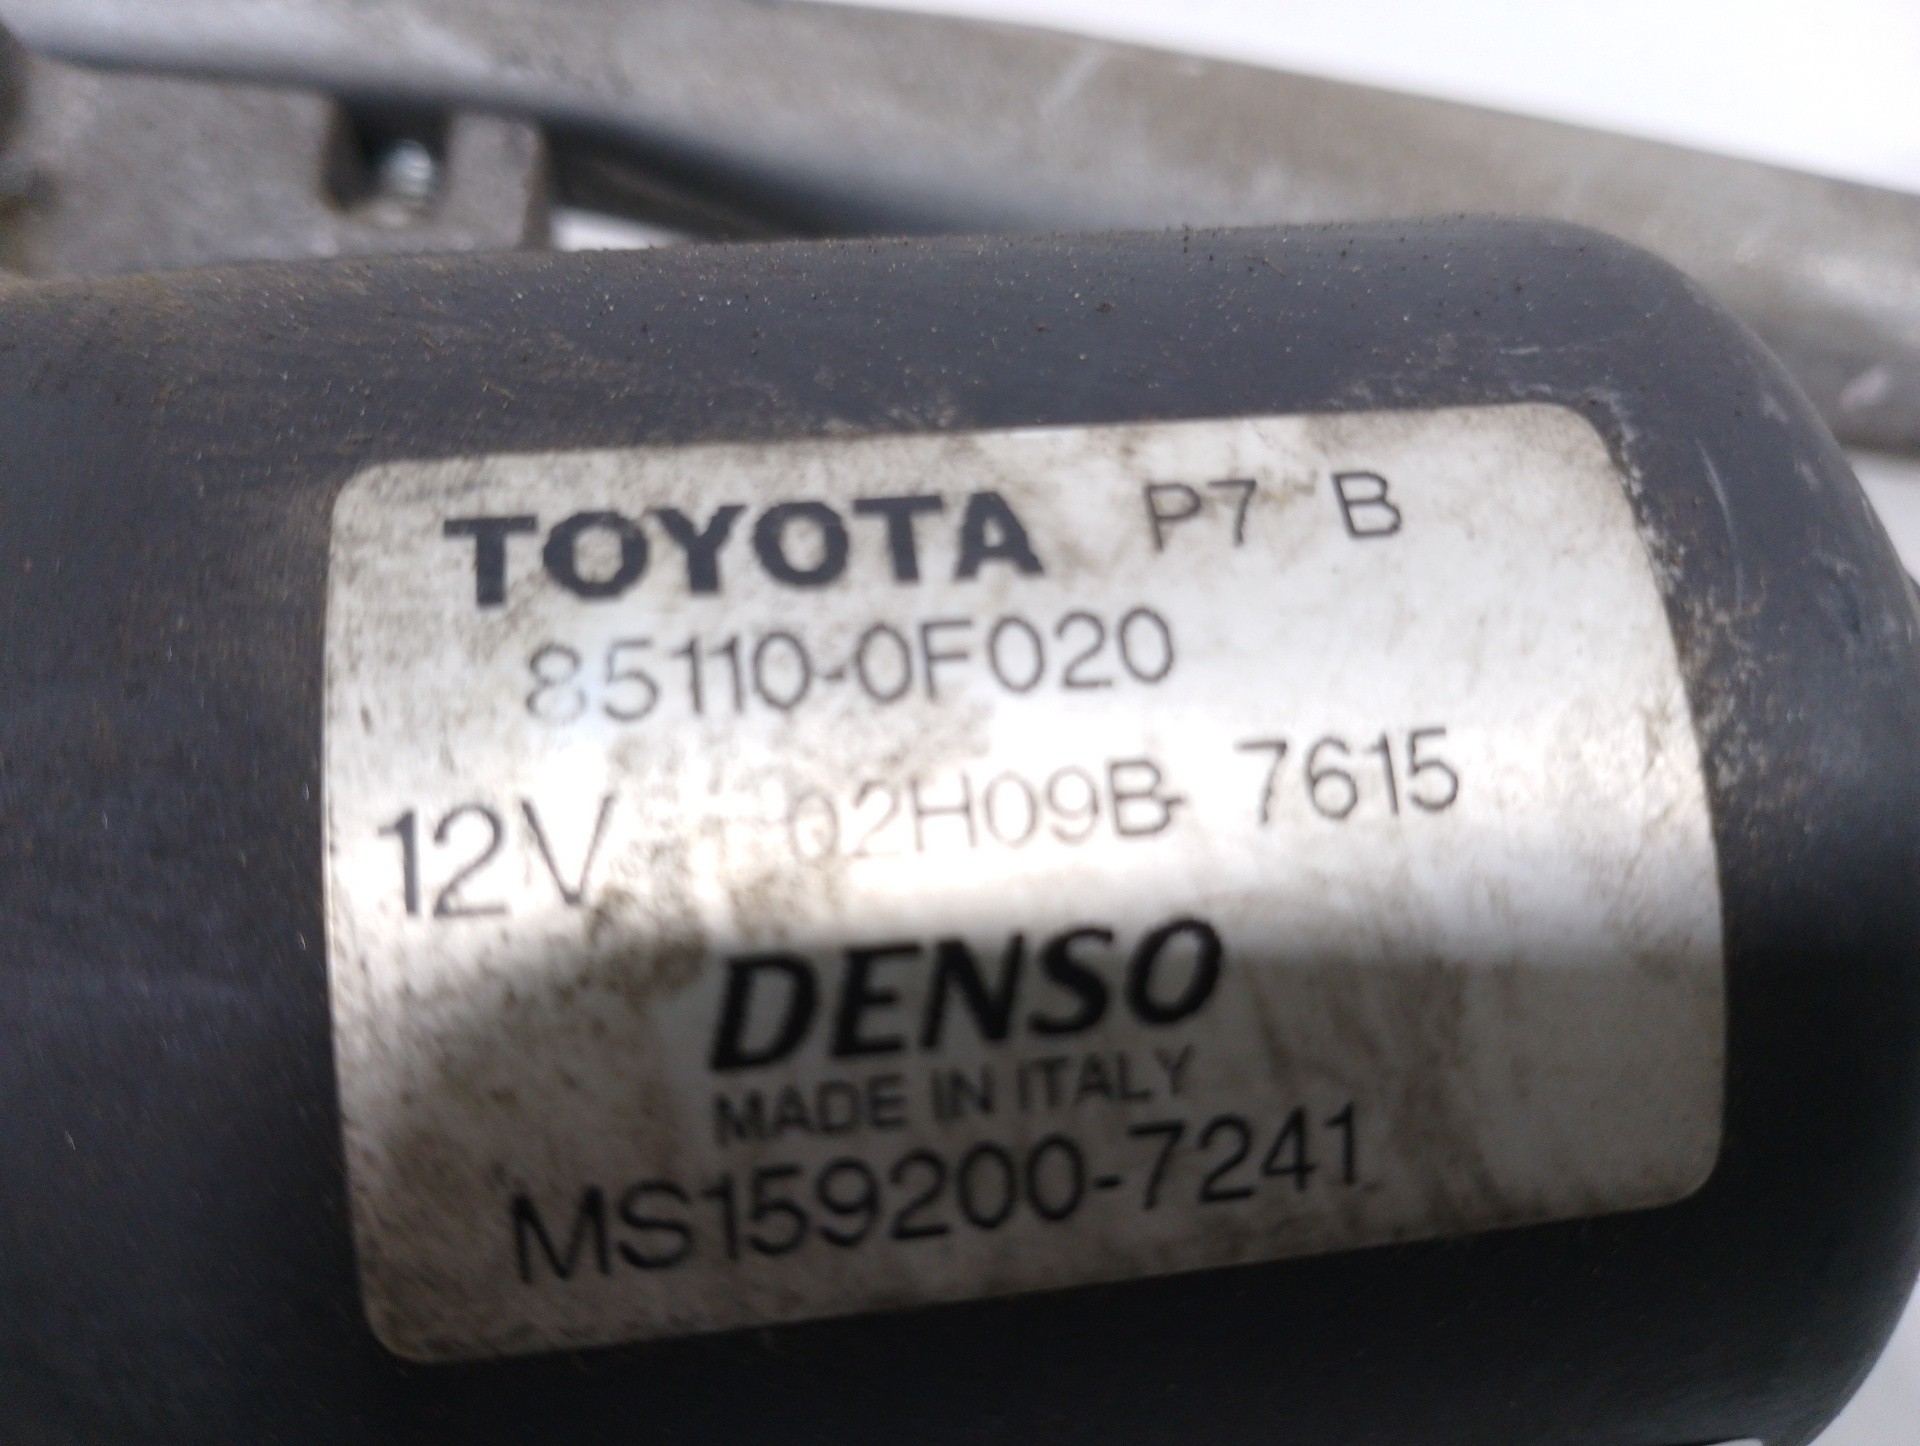 TOYOTA P7 B
85110-0F020
12V 02H09B- 7615
DENSO
MADE IN ITALY
MS159200-7241